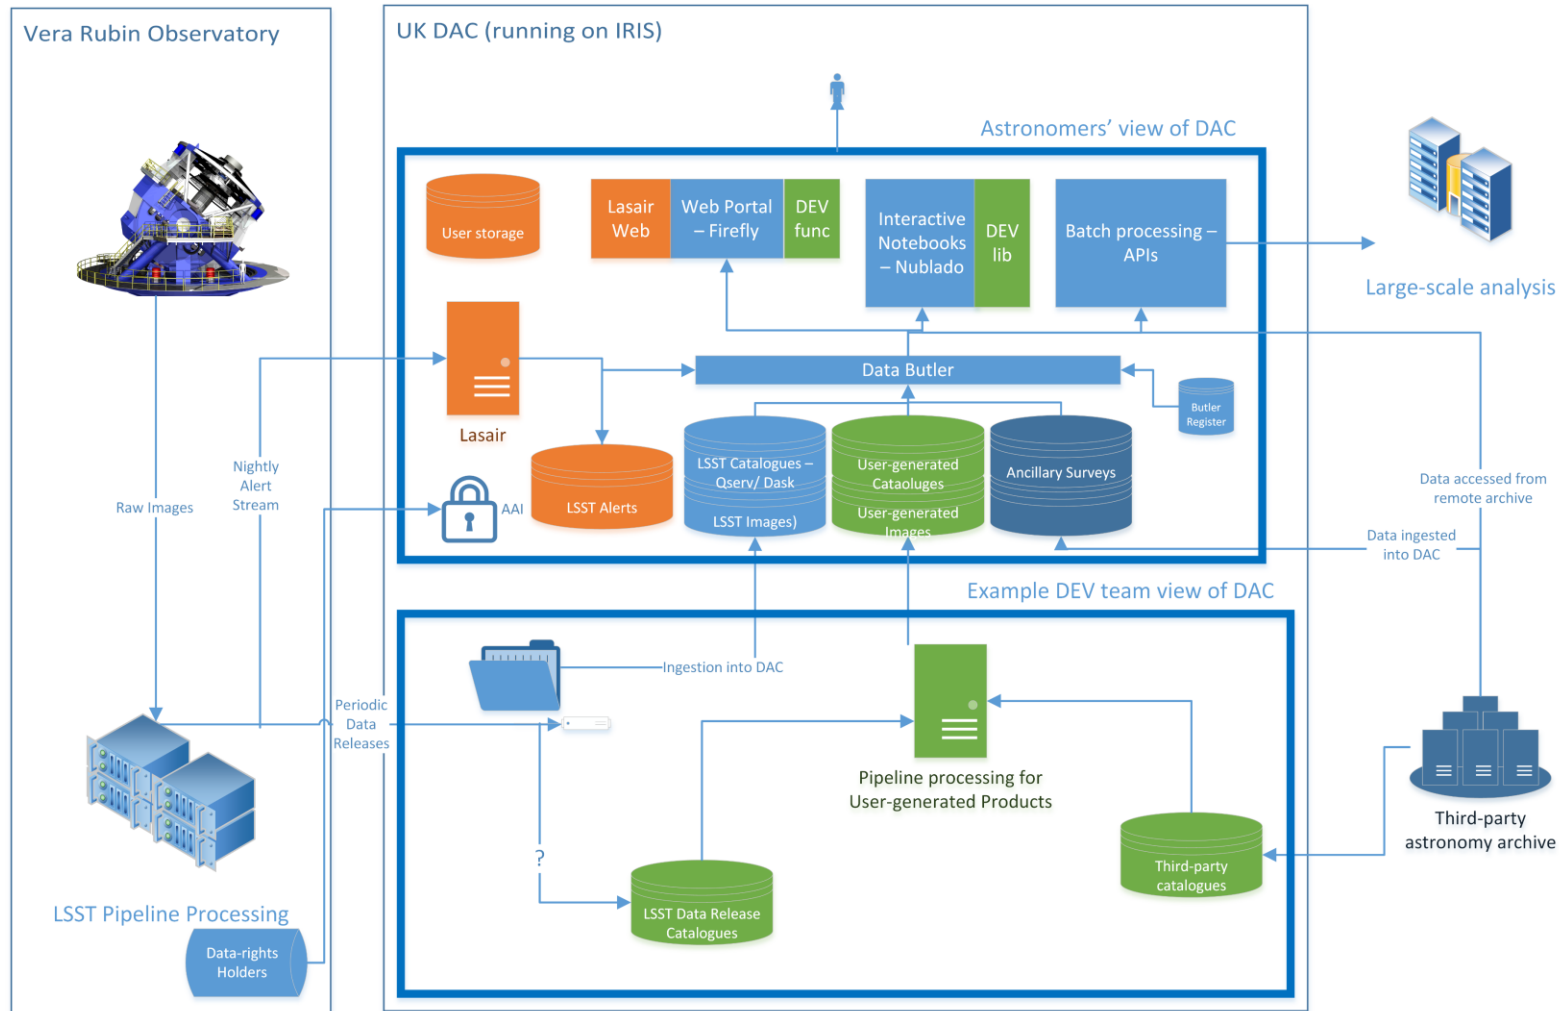 Vera Rubin Observatory
UK DAC (running on IRIS)
Astronomers' view of DAC
User storage
Lasair
Web
Web Portal
– Firefly
DEV
func
Interactive
Notebooks
– Nublado
DEV
lib
Batch processing –
APIs
Large-scale analysis
Data Butler
Butler
Register
Lasair
Nightly
Alert
Stream
Raw Images
AAI
LSST Alerts
LSST Catalogues –
Qserv/ Dask
LSST Images)
User-generated
Cataoluges
User-generated
Images
Ancillary Surveys
Data accessed from
remote archive
Data ingested
into DAC
Example DEV team view of DAC
Ingestion into DAC
Periodic
Data
Releases
Pipeline processing for
User-generated Products
?
LSST Data Release
Catalogues
Third-party
catalogues
Third-party
astronomy archive
LSST Pipeline Processing
Data-rights
Holders